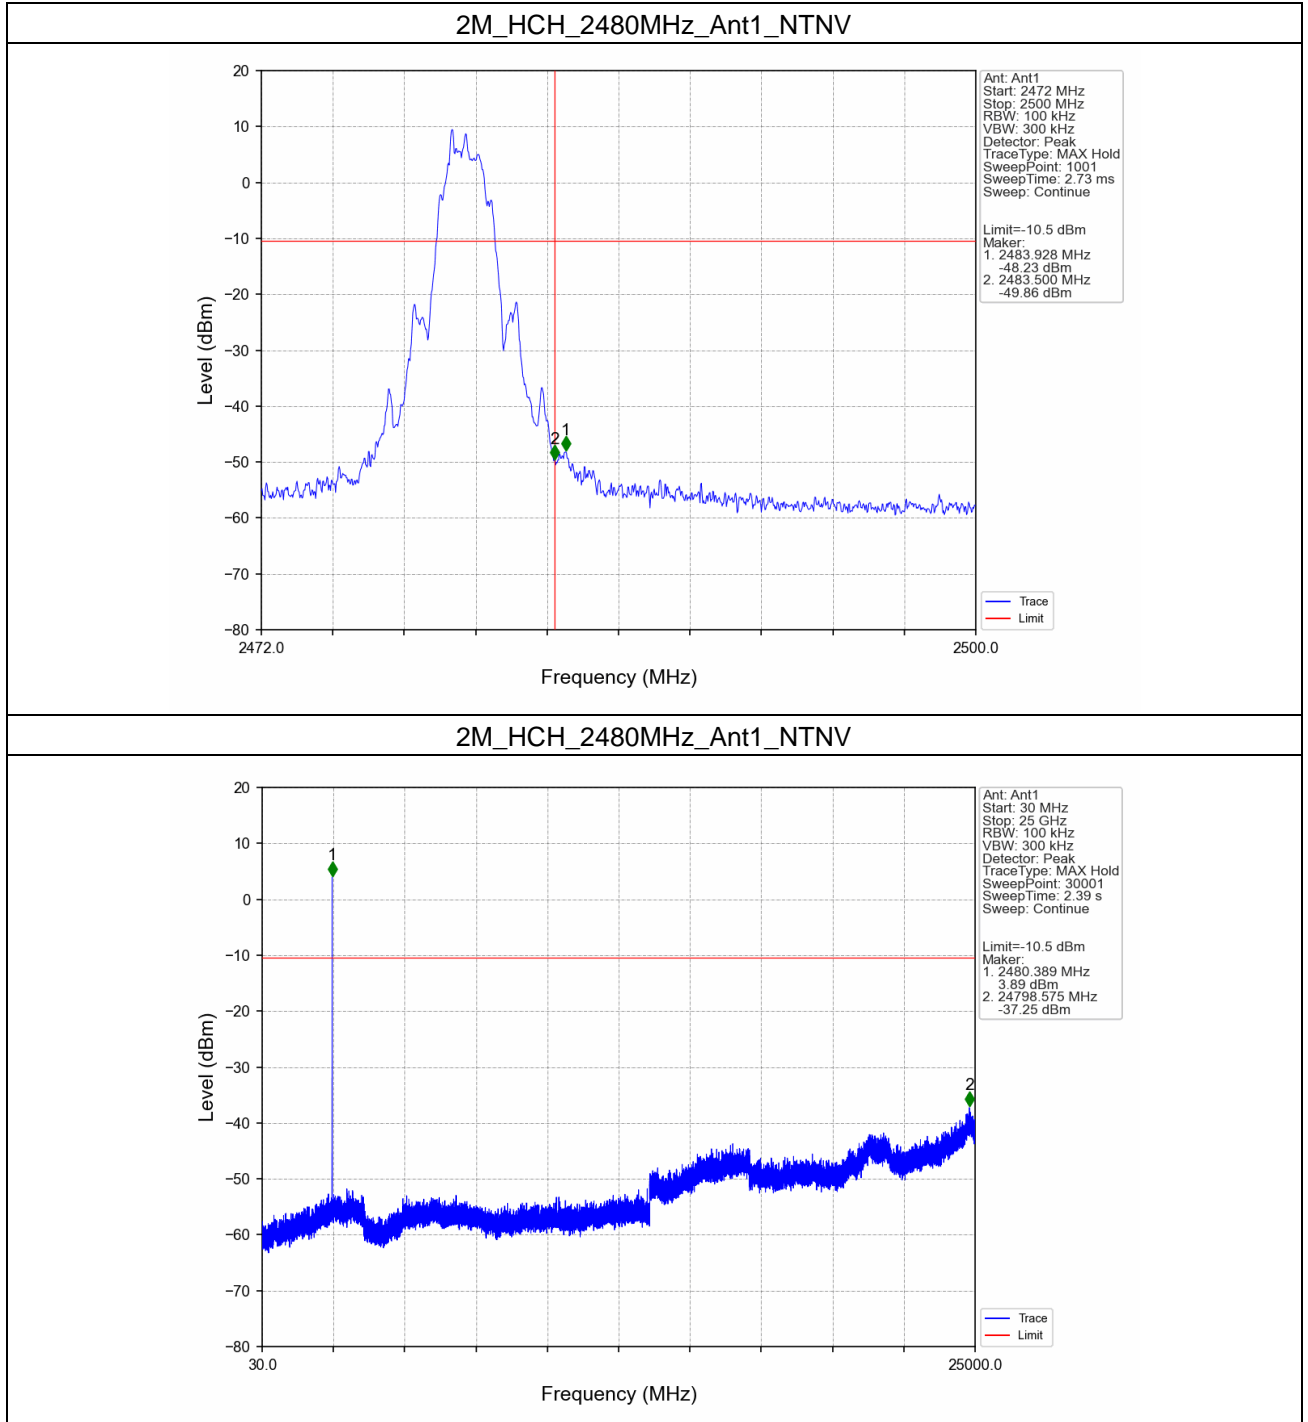 2M_HCH_2480MHz_Ant1_NTNV
20
10
0
−10
−20
−30
−40
−50
−60
−70
−80
Level (dBm)
2472.0
2500.0
Frequency (MHz)
1
2
Ant: Ant1
Start: 2472 MHz
Stop: 2500 MHz
RBW: 100 kHz
VBW: 300 kHz
Detector: Peak
TraceType: MAX Hold
SweepPoint: 1001
SweepTime: 2.73 ms
Sweep: Continue
Limit=-10.5 dBm
Maker:
1. 2483.928 MHz
-48.23 dBm
2. 2483.500 MHz
-49.86 dBm
Trace
Limit
2M_HCH_2480MHz_Ant1_NTNV
20
10
0
−10
−20
−30
−40
−50
−60
−70
−80
Level (dBm)
30.0
25000.0
Frequency (MHz)
1
2
Ant: Ant1
Start: 30 MHz
Stop: 25 GHz
RBW: 100 kHz
VBW: 300 kHz
Detector: Peak
TraceType: MAX Hold
SweepPoint: 30001
SweepTime: 2.39 s
Sweep: Continue
Limit=-10.5 dBm
Maker:
1. 2480.389 MHz
3.89 dBm
2. 24798.575 MHz
-37.25 dBm
Trace
Limit